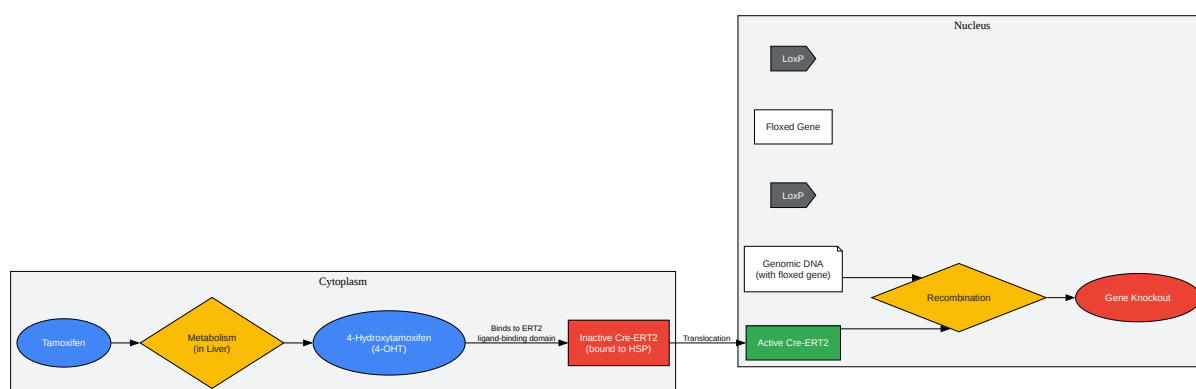 Nucleus
LoxP
Floxed Gene
LoxP
Genomic DNA
(with floxed gene)
Recombination
Gene Knockout
Active Cre-ERT2
Cytoplasm
Tamoxifen
Metabolism
(in Liver)
4-Hydroxytamoxifen
(4-OHT)
Binds to ERT2
ligand-binding domain
Inactive Cre-ERT2
(bound to HSP)
Translocation